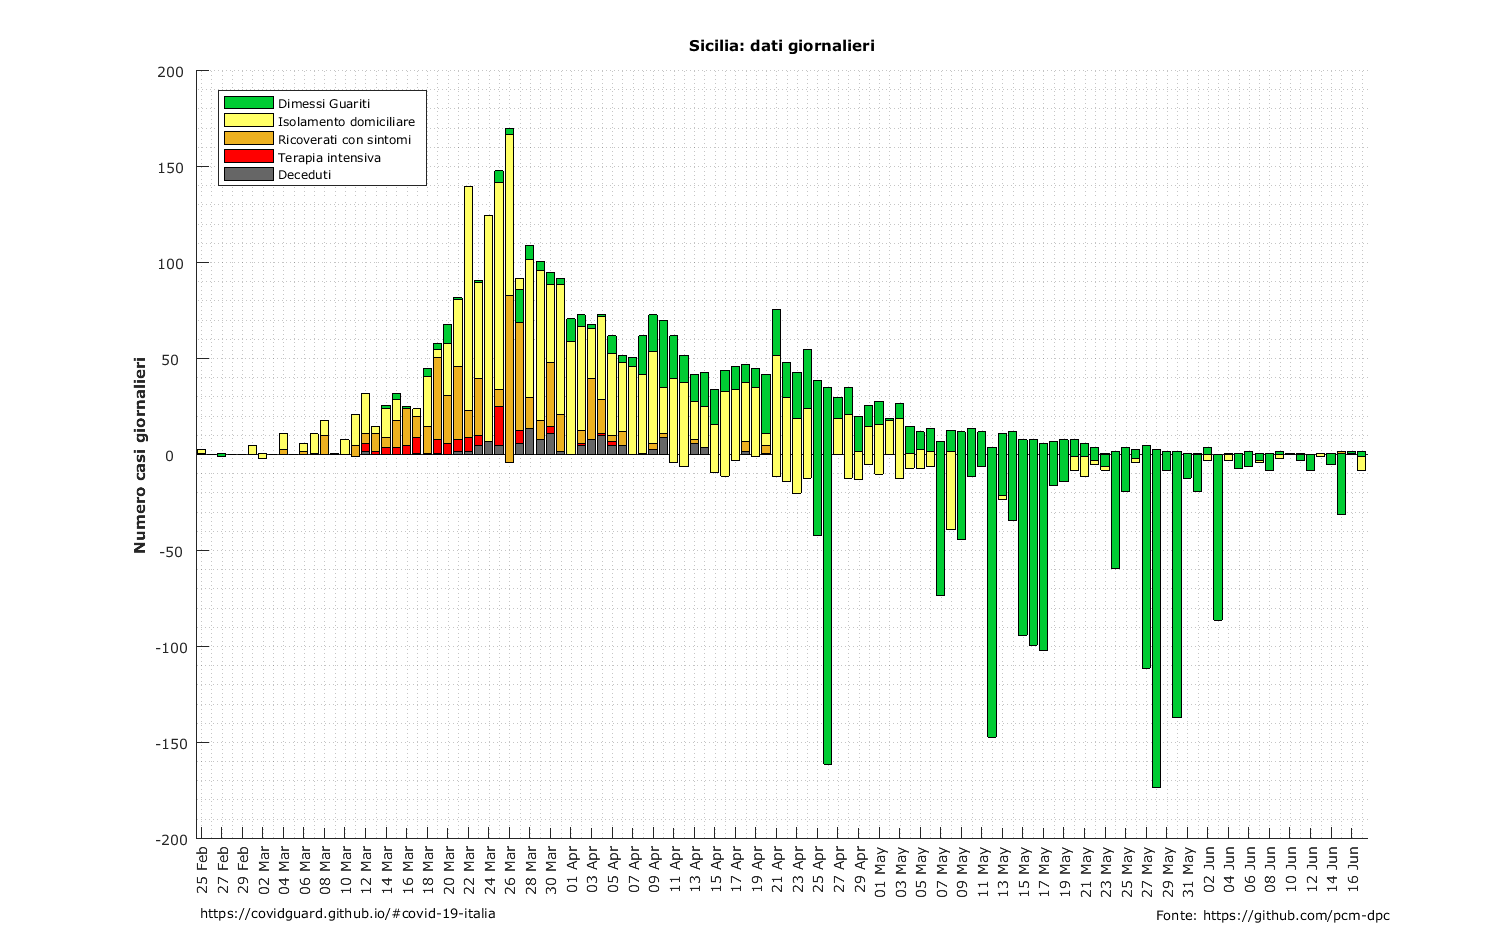 Sicilia: dati giornalieri
Numero casi giornalieri
200
150
100
50
0
-50
-100
-150
-200
Dimessi Guariti
Isolamento domiciliare
Ricoverati con sintomi
Terapia intensiva
Deceduti
25 Feb
27 Feb
29 Feb
02 Mar
04 Mar
06 Mar
08 Mar
10 Mar
12 Mar
14 Mar
16 Mar
18 Mar
20 Mar
22 Mar
24 Mar
26 Mar
28 Mar
30 Mar
01 Apr
03 Apr
05 Apr
07 Apr
09 Apr
11 Apr
13 Apr
15 Apr
17 Apr
19 Apr
21 Apr
23 Apr
25 Apr
27 Apr
29 Apr
01 May
03 May
05 May
07 May
09 May
11 May
13 May
15 May
17 May
19 May
21 May
23 May
25 May
27 May
29 May
31 May
02 Jun
04 Jun
06 Jun
08 Jun
10 Jun
12 Jun
14 Jun
16 Jun
https://covidguard.github.io/#covid-19-italia
Fonte: https://github.com/pcm-dpc